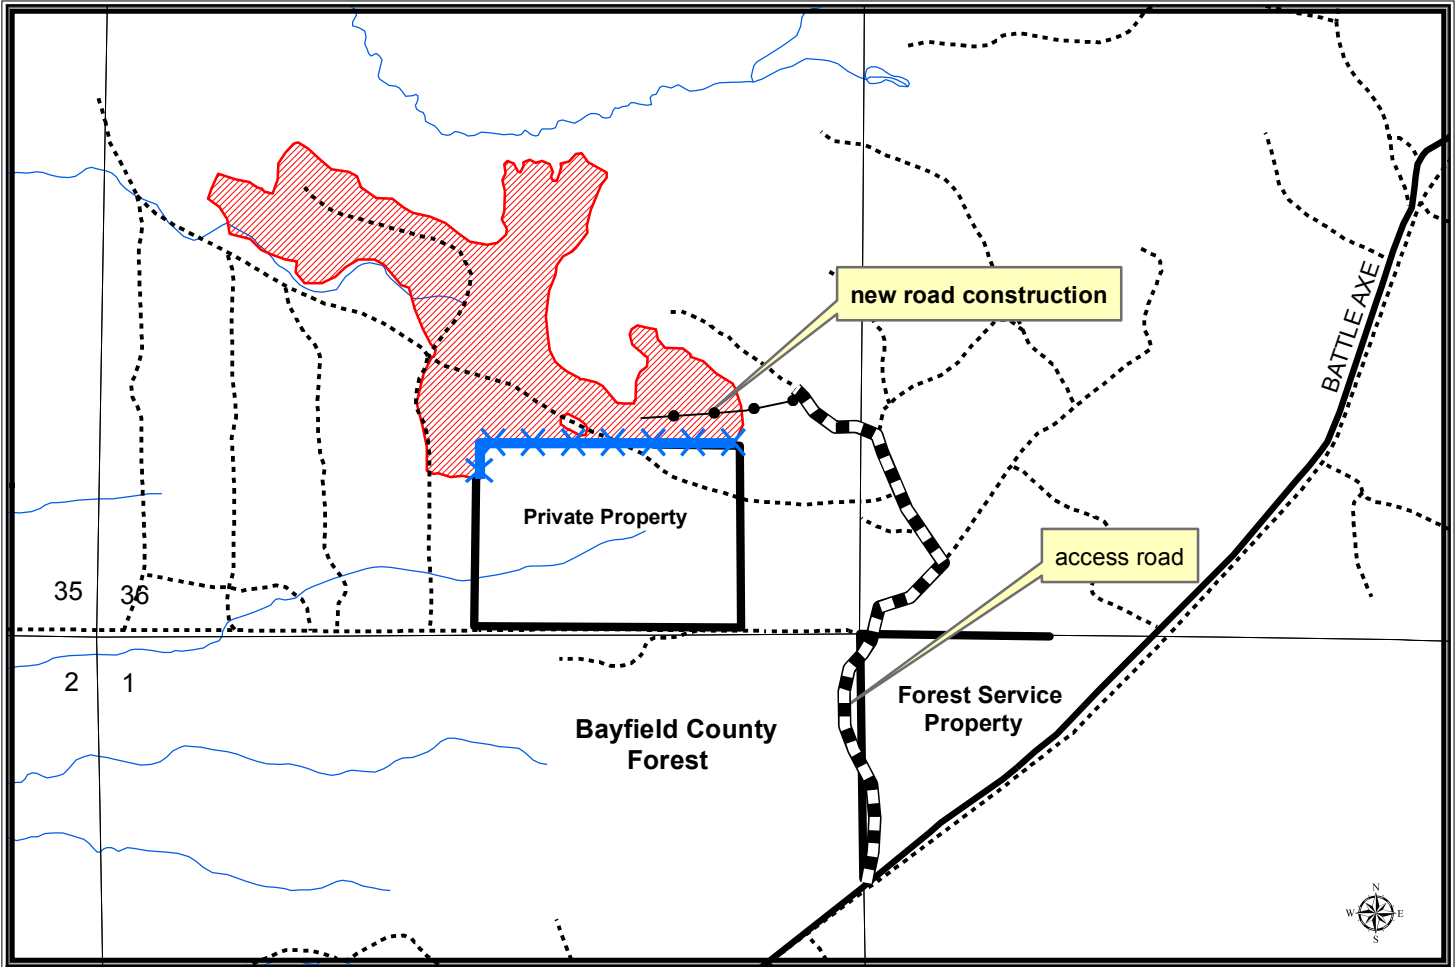 new road construction
BATTLE AXE
Private Property
access road
35
36
2
1
Forest Service
Property
Bayfield County
Forest
N
W
E
S